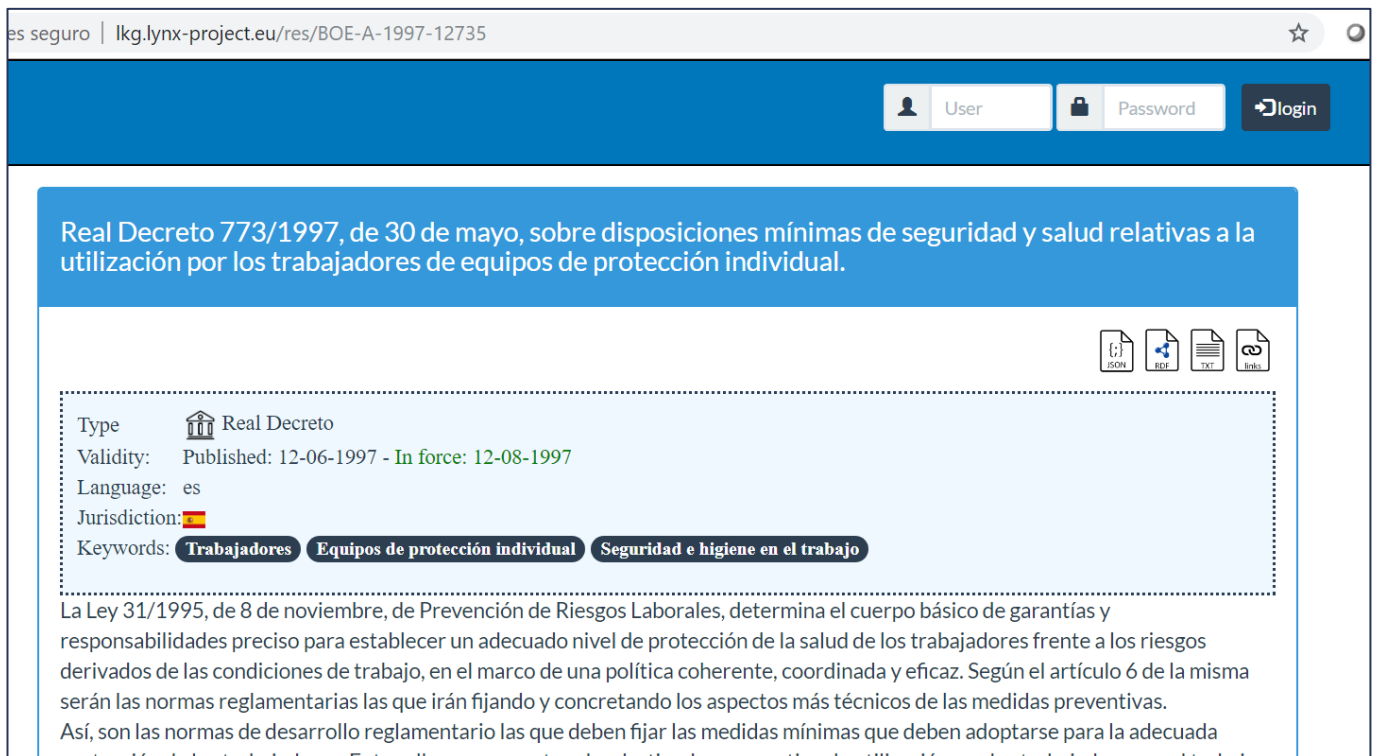 es seguro | lkg.lynx-project.eu/res/BOE-A-1997-12735
User Password login
Real Decreto 773/1997, de 30 de mayo, sobre disposiciones mínimas de seguridad y salud relativas a la
utilización por los trabajadores de equipos de protección individual.
{;} JSON RDF TXT links
Type Real Decreto
Validity: Published: 12-06-1997 - In force: 12-08-1997
Language: es
Jurisdiction:
Keywords: Trabajadores Equipos de protección individual Seguridad e higiene en el trabajo
La Ley 31/1995, de 8 de noviembre, de Prevención de Riesgos Laborales, determina el cuerpo básico de garantías y
responsabilidades preciso para establecer un adecuado nivel de protección de la salud de los trabajadores frente a los riesgos
derivados de las condiciones de trabajo, en el marco de una política coherente, coordinada y eficaz. Según el artículo 6 de la misma
serán las normas reglamentarias las que irán fijando y concretando los aspectos más técnicos de las medidas preventivas.
Así, son las normas de desarrollo reglamentario las que deben fijar las medidas mínimas que deben adoptarse para la adecuada